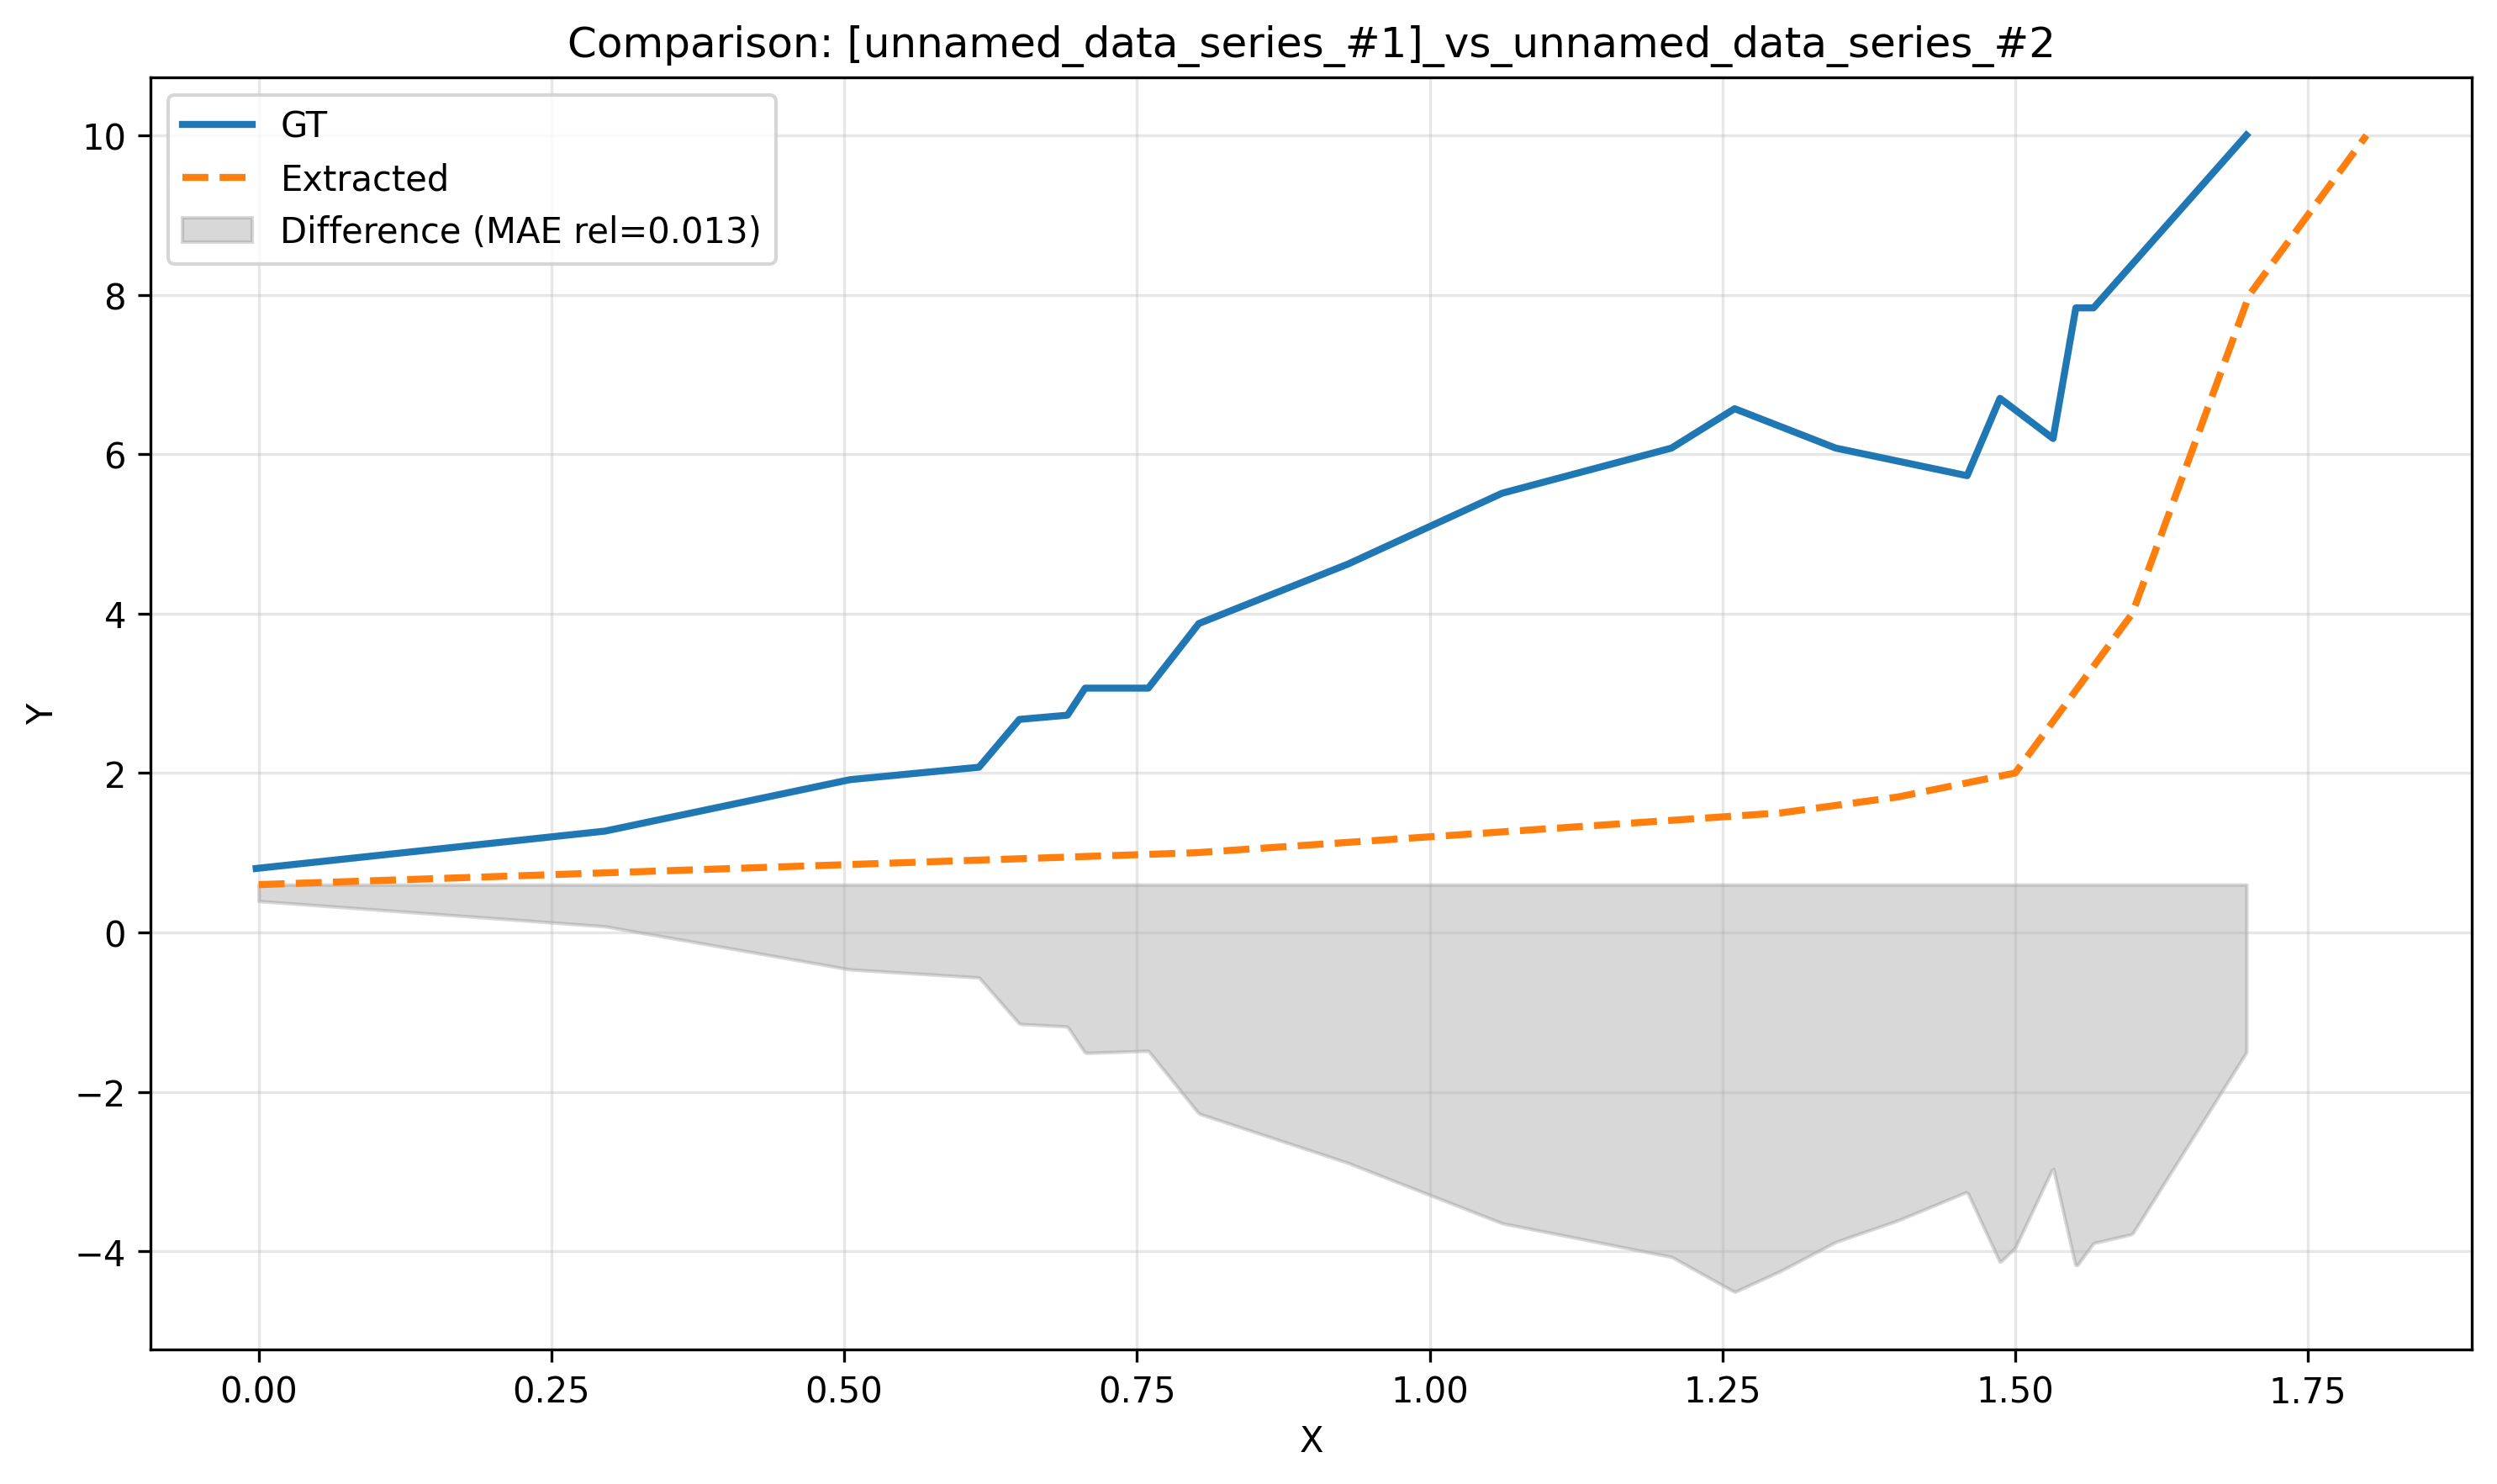 Comparison: [unnamed_data_series_#1]_vs_unnamed_data_series_#2
GT
Extracted
Difference (MAE rel=0.013)
10
8
6
4
2
0
−2
−4
Y
0.00 0.25 0.50 0.75 1.00 1.25 1.50 1.75
X